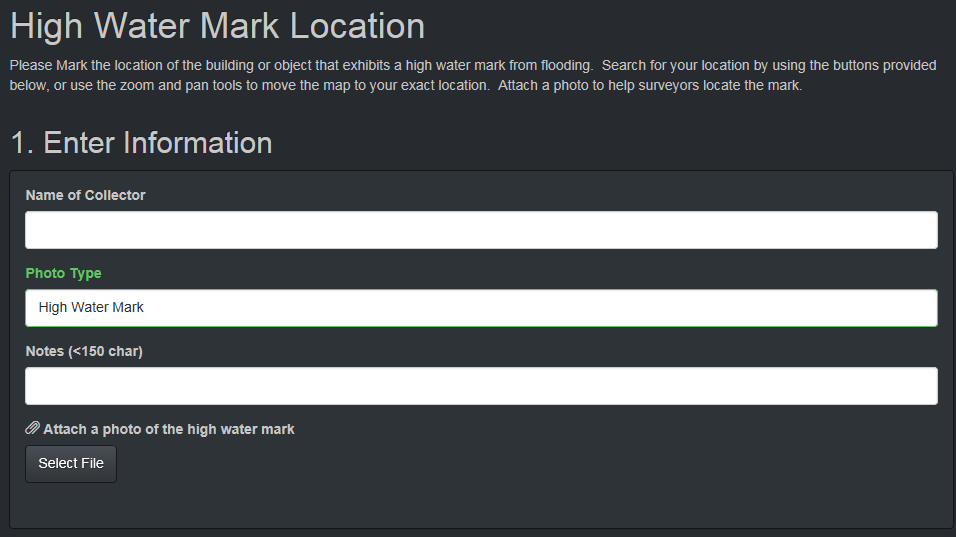 High Water Mark Location
Please Mark the location of the building or object that exhibits a high water mark from flooding.  Search for your location by using the buttons provided
below, or use the zoom and pan tools to move the map to your exact location.  Attach a photo to help surveyors locate the mark.
1. Enter Information
Name of Collector
Photo Type
High Water Mark
Notes (<150 char)
Attach a photo of the high water mark
Select File